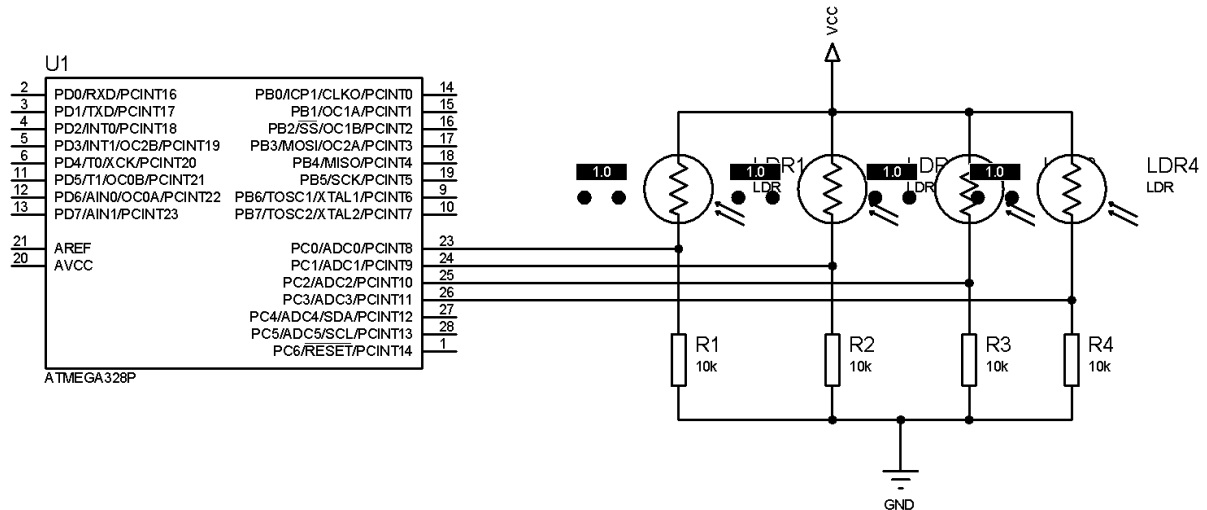 VCC
U1
2 PD0/RXD/PCINT16 PB0/ICP1/CLKO/PCINT0 14
3 PD1/TXD/PCINT17 PB1/OC1A/PCINT1 15
4 PD2/INT0/PCINT18 PB2/SS/OC1B/PCINT2 16
5 PD3/INT1/OC2B/PCINT19 PB3/MOSI/OC2A/PCINT3 17
6 PD4/T0/XCK/PCINT20 PB4/MISO/PCINT4 18
11 PD5/T1/OC0B/PCINT21 PB5/SCK/PCINT5 19
12 PD6/AIN0/OC0A/PCINT22 PB6/TOSC1/XTAL1/PCINT6 9
13 PD7/AIN1/PCINT23 PB7/TOSC2/XTAL2/PCINT7 10
21 AREF PC0/ADC0/PCINT8 23
20 AVCC PC1/ADC1/PCINT9 24
PC2/ADC2/PCINT10 25
PC3/ADC3/PCINT11 26
PC4/ADC4/SDA/PCINT12 27
PC5/ADC5/SCL/PCINT13 28
PC6/RESET/PCINT14 1
ATMEGA328P
LDR1 LDR4
1.0 1.0 1.0 1.0
LDR LDR LDR
R1 R2 R3 R4
10k 10k 10k 10k
GND